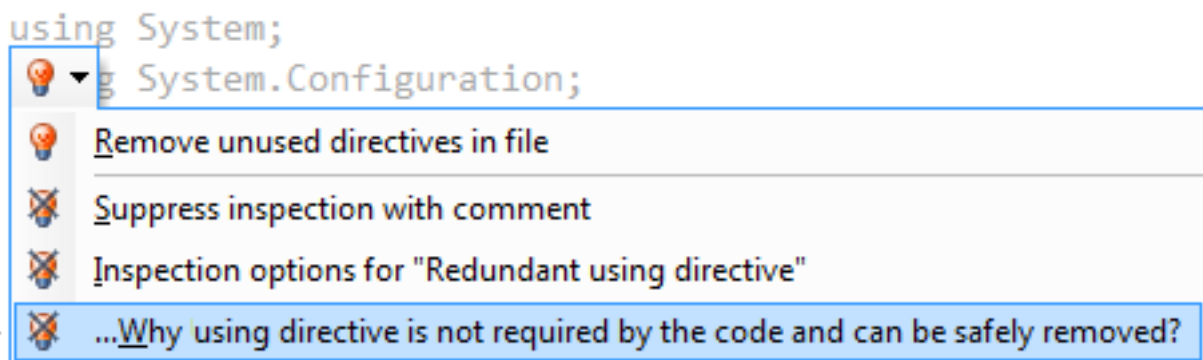 using System;
g System.Configuration;
Remove unused directives in file
Suppress inspection with comment
Inspection options for "Redundant using directive"
...Why using directive is not required by the code and can be safely removed?